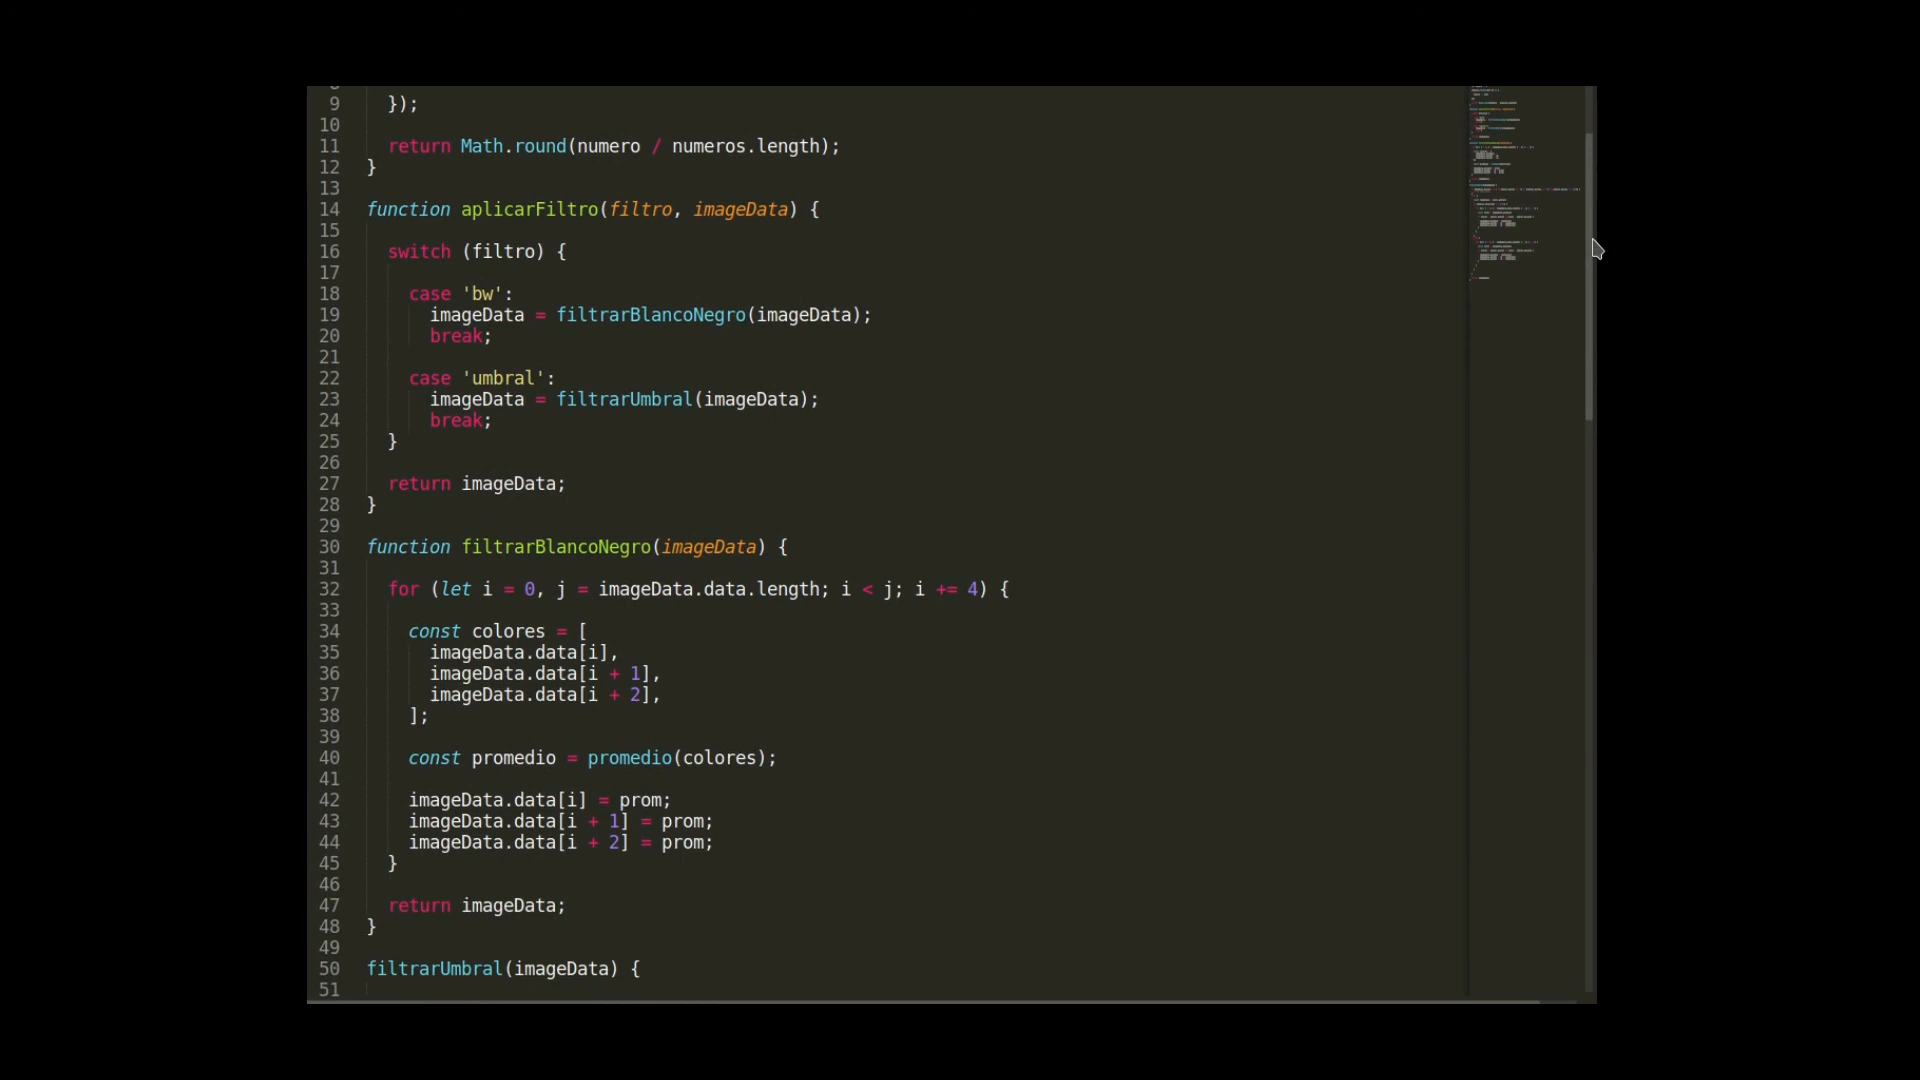 9 });
10
11 return Math.round(numero / numeros.length);
12 }
13
14 function aplicarFiltro(filtro, imageData) {
15
16 switch (filtro) {
17
18 case 'bw':
19 imageData = filtrarBlancoNegro(imageData);
20 break;
21
22 case 'umbral':
23 imageData = filtrarUmbral(imageData);
24 break;
25 }
26
27 return imageData;
28 }
29
30 function filtrarBlancoNegro(imageData) {
31
32 for (let i = 0, j = imageData.data.length; i < j; i += 4) {
33
34 const colores = [
35 imageData.data[i],
36 imageData.data[i + 1],
37 imageData.data[i + 2],
38 ];
39
40 const promedio = promedio(colores);
41
42 imageData.data[i] = prom;
43 imageData.data[i + 1] = prom;
44 imageData.data[i + 2] = prom;
45 }
46
47 return imageData;
48 }
49
50 filtrarUmbral(imageData) {
51